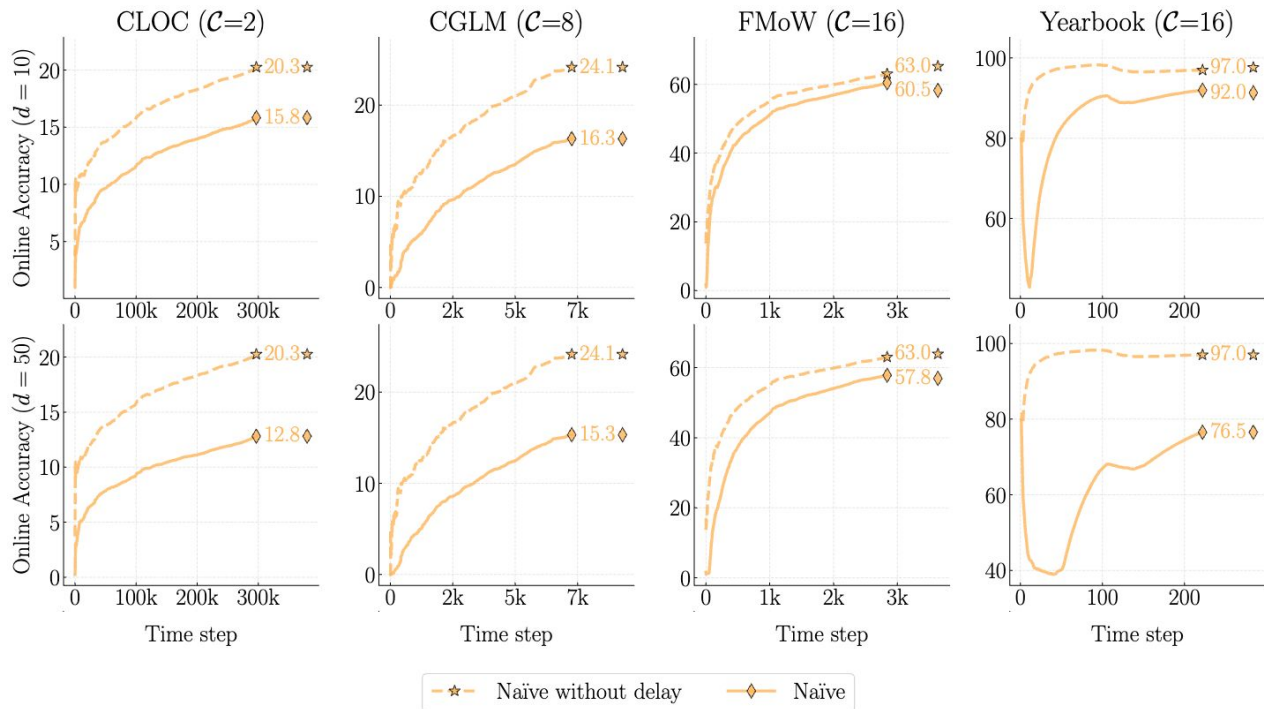 CLOC (𝒞=2)
CGLM (𝒞=8)
FMoW (𝒞=16)
Yearbook (𝒞=16)
Online Accuracy (d = 10)
20
15
10
5
20.3
15.8
0
100k
200k
300k
20
10
0
24.1
16.3
0
2k
5k
7k
60
40
20
0
63.0
60.5
0
1k
2k
3k
100
80
60
97.0
92.0
0
100
200
Online Accuracy (d = 50)
20
15
10
5
0
20.3
12.8
0
100k
200k
300k
Time step
20
10
0
24.1
15.3
0
2k
5k
7k
Time step
60
40
20
0
63.0
57.8
0
1k
2k
3k
Time step
100
80
60
40
97.0
76.5
0
100
200
Time step
Naïve without delay
Naïve